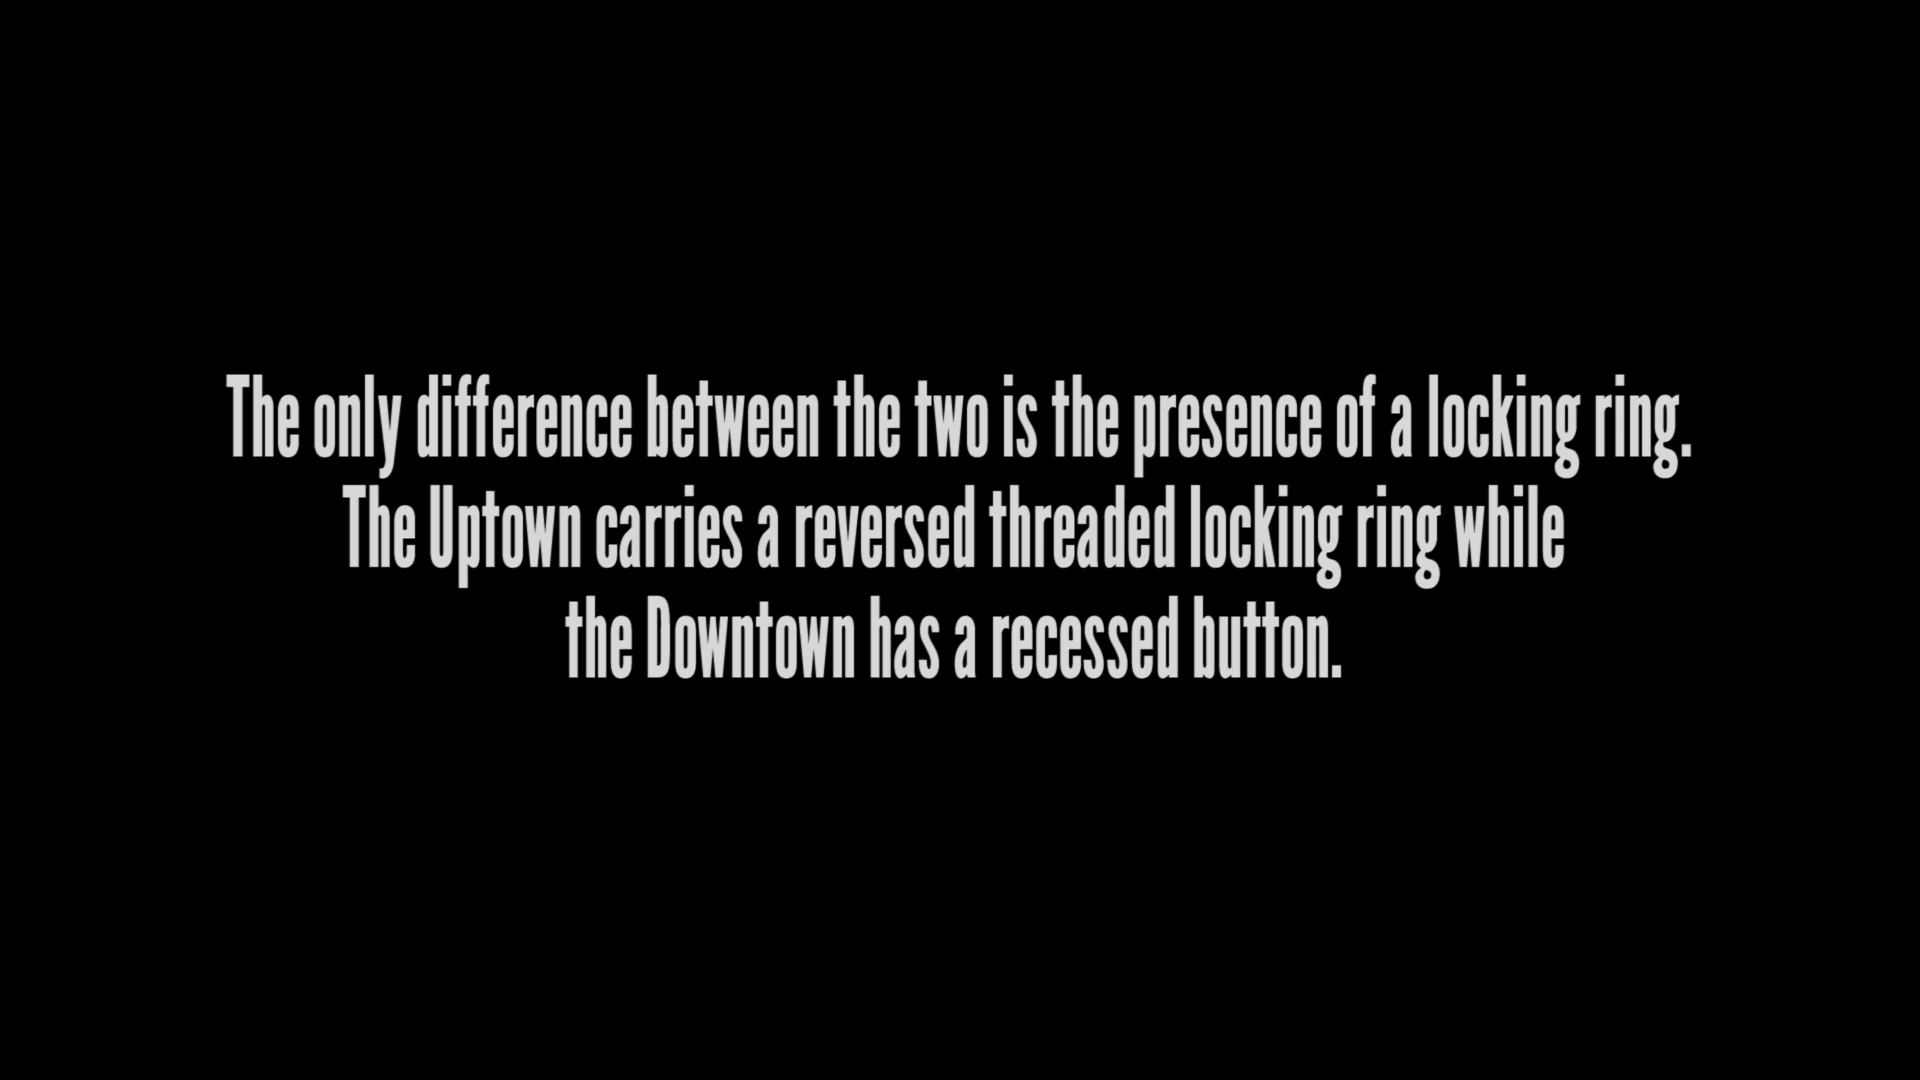 The only difference between the two is the presence of a locking ring.
The Uptown carries a reversed threaded locking ring while
the Downtown has a recessed button.